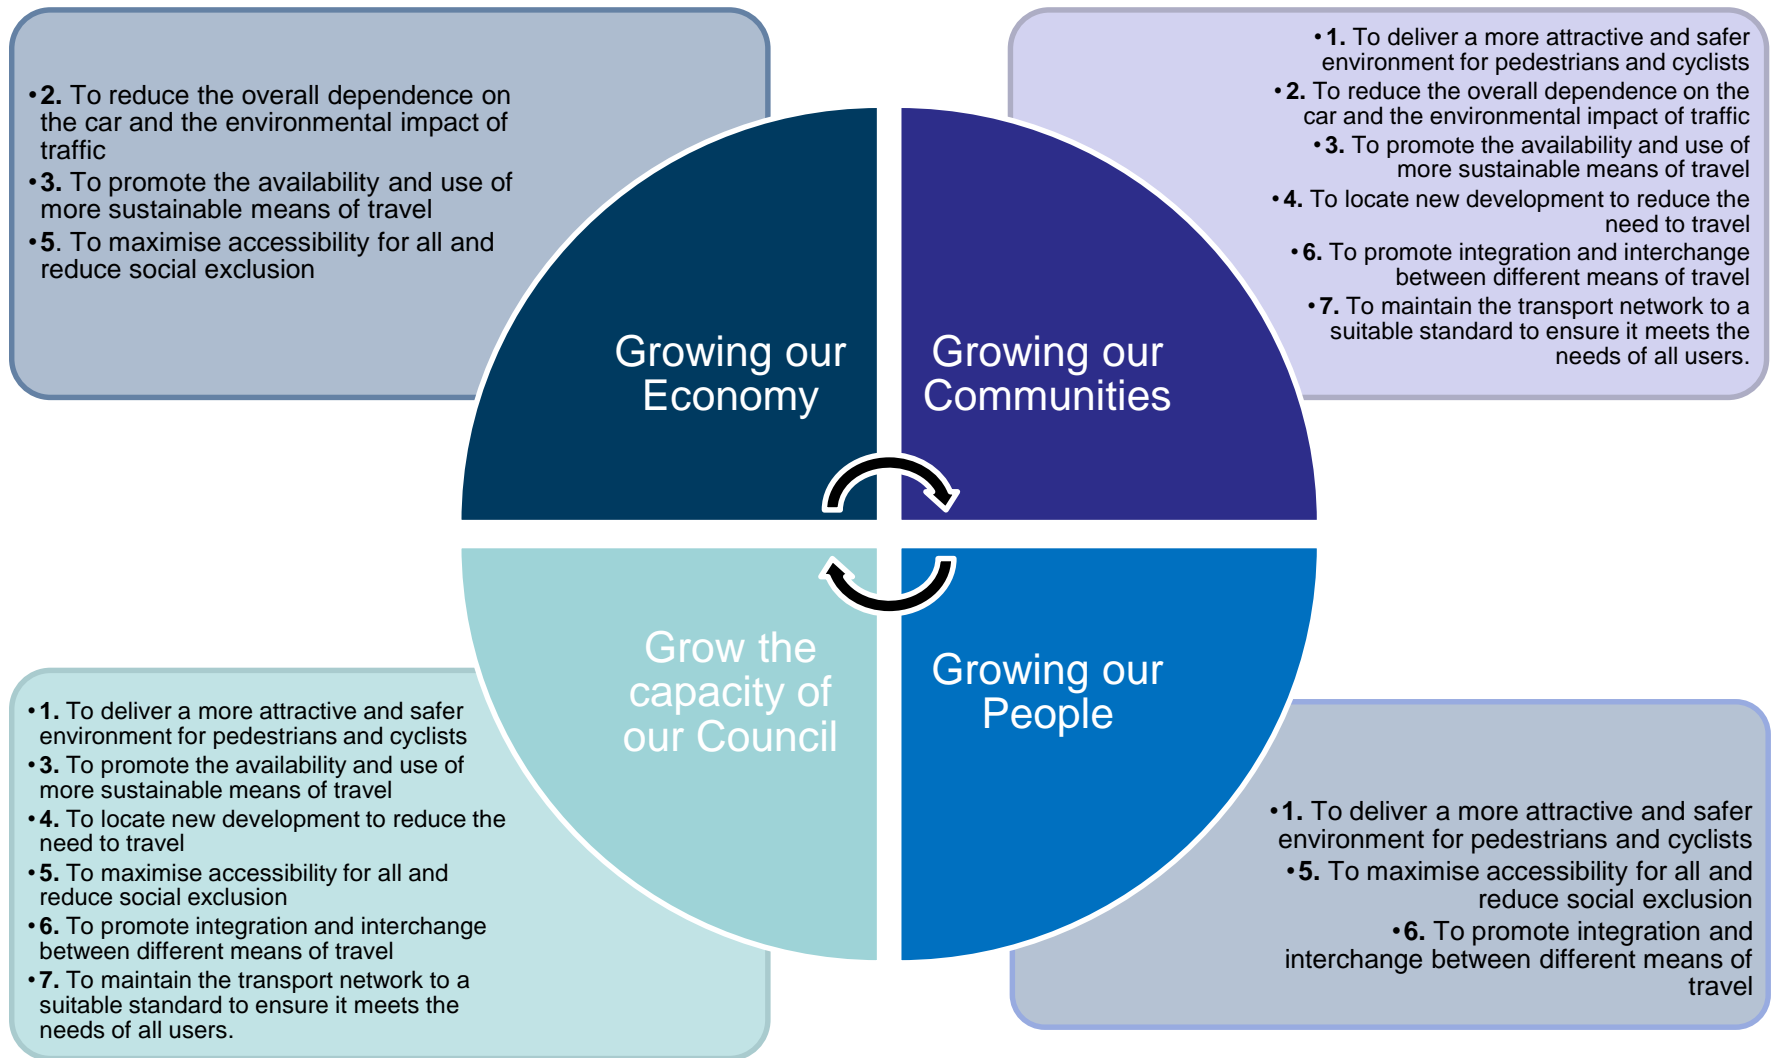 •2. To reduce the overall dependence on
the car and the environmental impact of
traffic
•3. To promote the availability and use of
more sustainable means of travel
•5. To maximise accessibility for all and
reduce social exclusion
•1. To deliver a more attractive and safer
environment for pedestrians and cyclists
•2. To reduce the overall dependence on the
car and the environmental impact of traffic
•3. To promote the availability and use of
more sustainable means of travel
•4. To locate new development to reduce the
need to travel
•6. To promote integration and interchange
between different means of travel
•7. To maintain the transport network to a
suitable standard to ensure it meets the
needs of all users.
Growing our
Economy
Growing our
Communities
Grow the
capacity of
our Council
Growing our
People
•1. To deliver a more attractive and safer
environment for pedestrians and cyclists
•3. To promote the availability and use of
more sustainable means of travel
•4. To locate new development to reduce the
need to travel
•5. To maximise accessibility for all and
reduce social exclusion
•6. To promote integration and interchange
between different means of travel
•7. To maintain the transport network to a
suitable standard to ensure it meets the
needs of all users.
•1. To deliver a more attractive and safer
environment for pedestrians and cyclists
•5. To maximise accessibility for all and
reduce social exclusion
•6. To promote integration and
interchange between different means of
travel